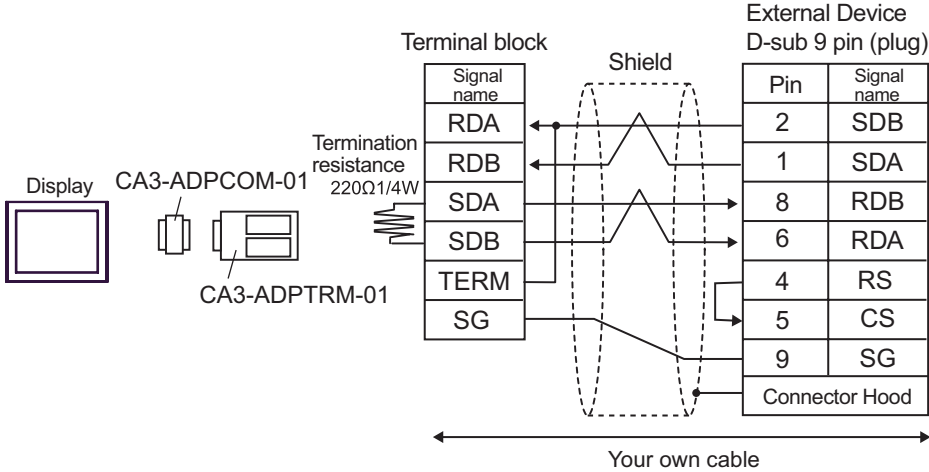 External Device
D-sub 9 pin (plug)
Terminal block
Shield
Signal name
Pin
Signal name
RDA
2
SDB
Termination resistance
220Ω1/4W
RDB
1
SDA
Display
CA3-ADPCOM-01
SDA
8
RDB
SDB
6
RDA
CA3-ADPTRM-01
TERM
4
RS
SG
5
CS
9
SG
Connector Hood
Your own cable